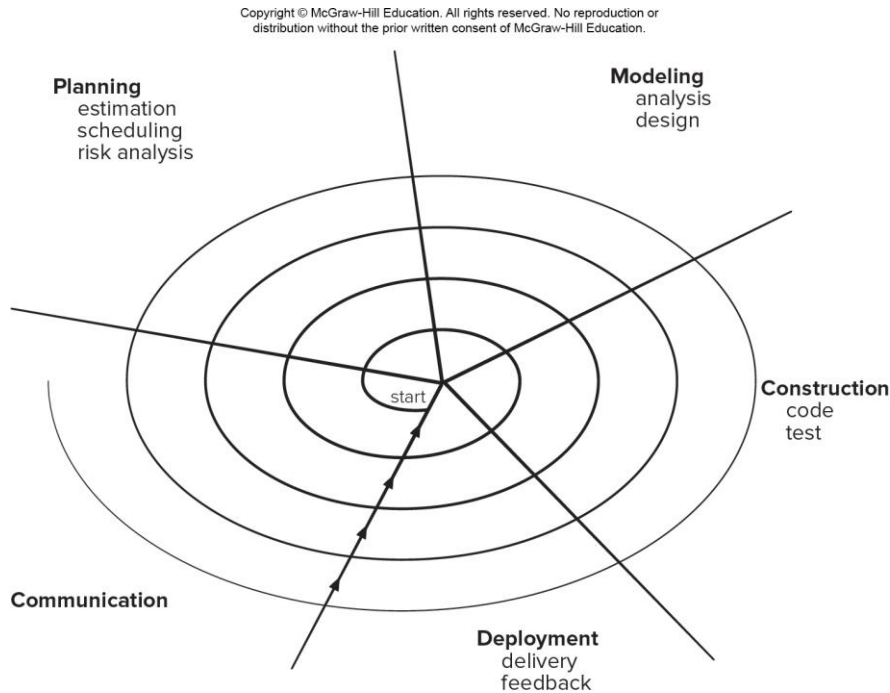 Copyright © McGraw-Hill Education. All rights reserved. No reproduction or
distribution without the prior written consent of McGraw-Hill Education.
Planning
estimation
scheduling
risk analysis
Modeling
analysis
design
start
Construction
code
test
Communication
Deployment
delivery
feedback